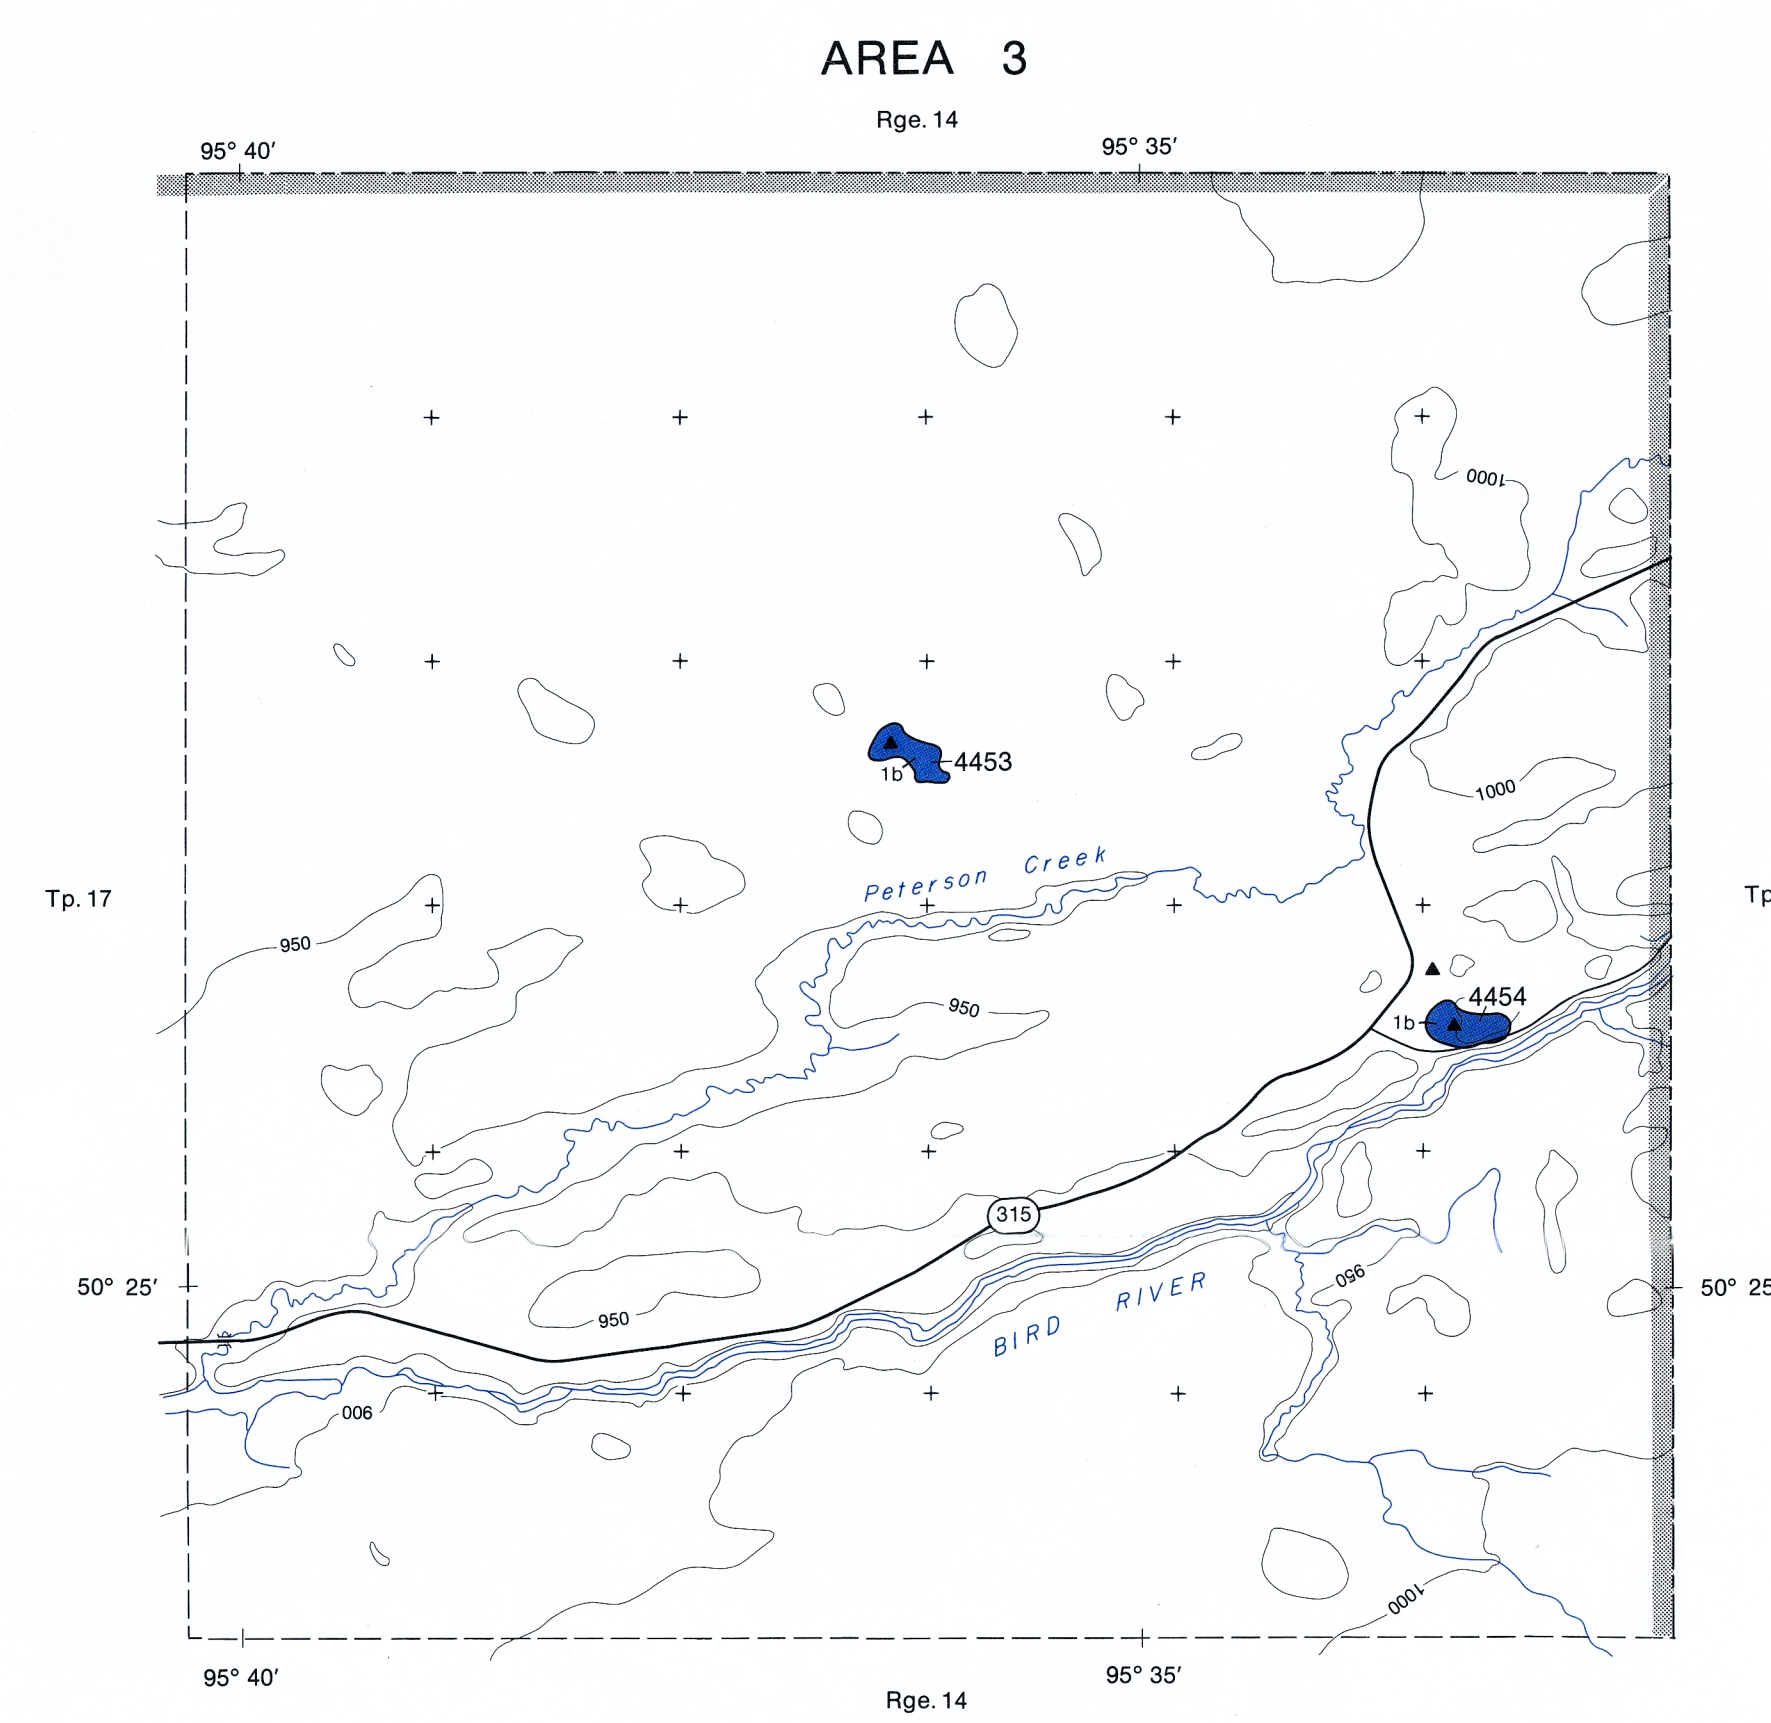 AREA 3
Rge. 14
95° 40′ 95° 35′
1000
4453
1b
1000
Peterson Creek
Tp. 17 Tp
950
950
4454
1b
315
50° 25′ 950 50° 25
BIRD RIVER
950
900
1000
95° 40′ 95° 35′
Rge. 14